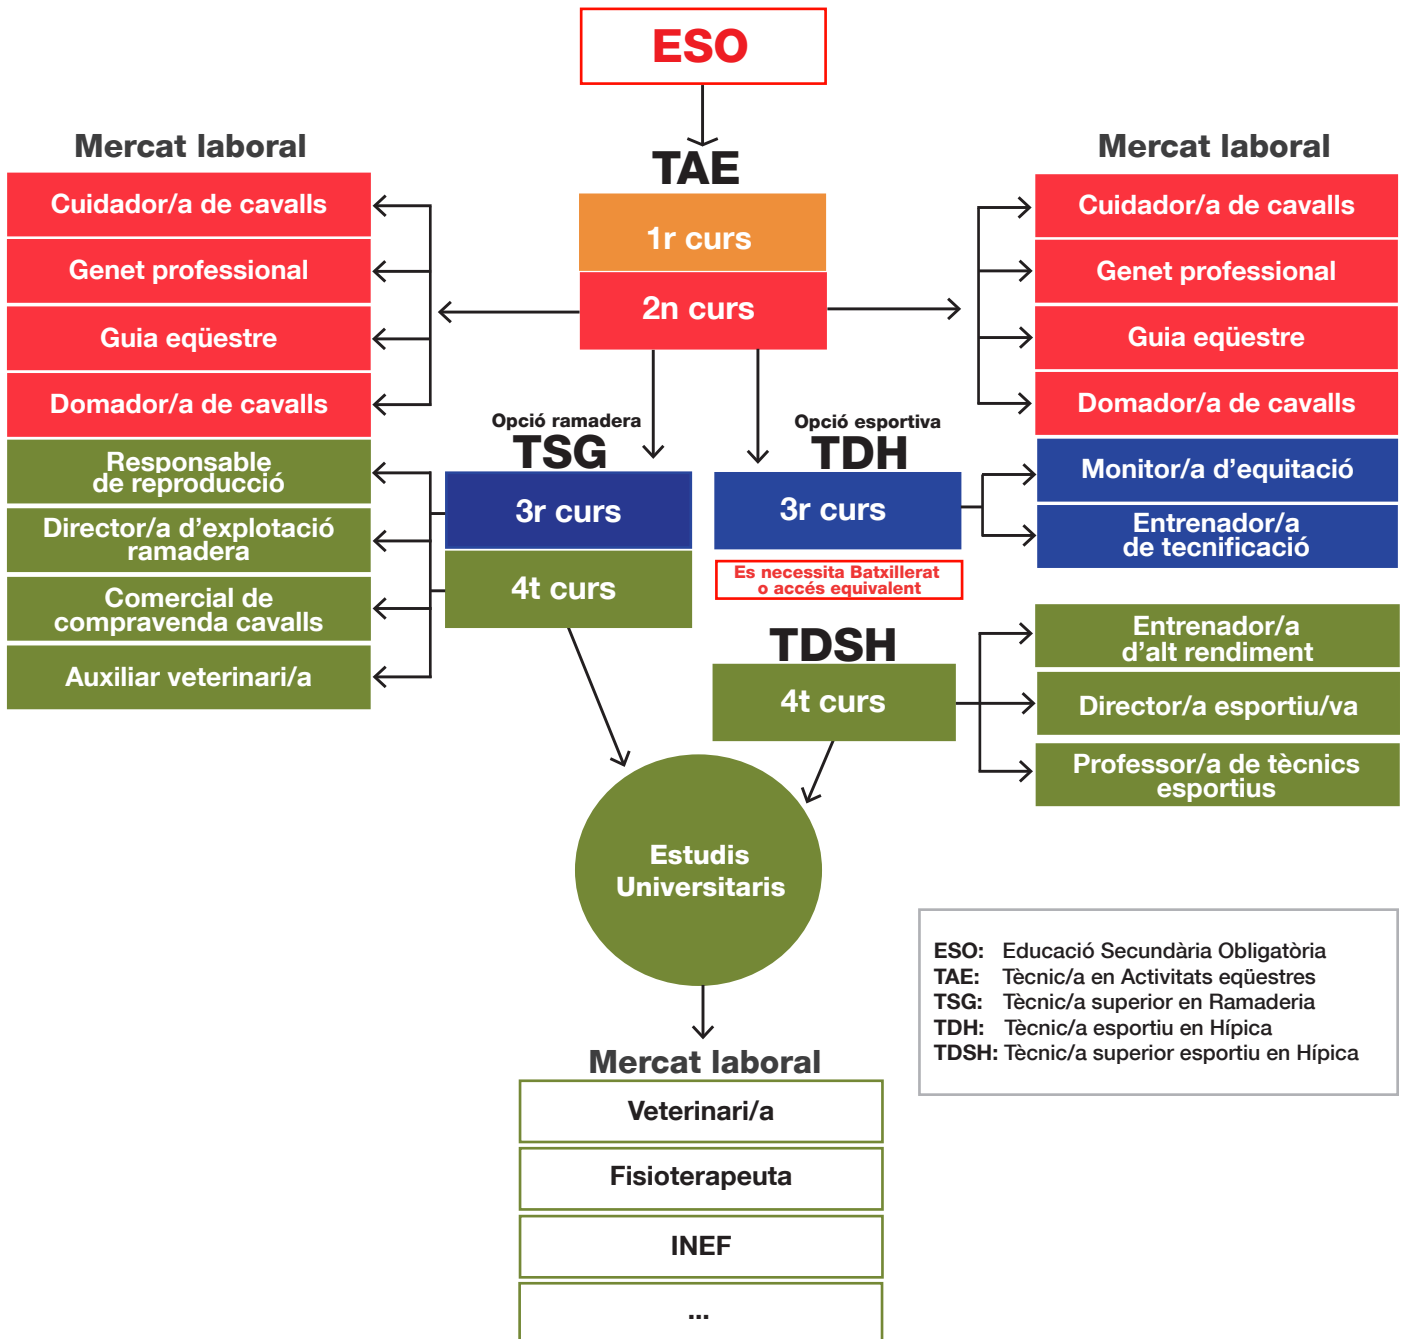 ESO
Mercat laboral
Cuidador/a de cavalls
Genet professional
Guia eqüestre
Domador/a de cavalls
Responsable
de reproducció
Director/a d'explotació
ramadera
Comercial de
compravenda cavalls
Auxiliar veterinari/a
TAE
1r curs
2n curs
Opció ramadera
TSG
3r curs
4t curs
Opció esportiva
TDH
3r curs
Es necessita Batxillerat
o accés equivalent
TDSH
4t curs
Mercat laboral
Cuidador/a de cavalls
Genet professional
Guia eqüestre
Domador/a de cavalls
Monitor/a d'equitació
Entrenador/a
de tecnificació
Entrenador/a
d'alt rendiment
Director/a esportiu/va
Professor/a de tècnics
esportius
Estudis
Universitaris
ESO: Educació Secundària Obligatòria
TAE: Tècnic/a en Activitats eqüestres
TSG: Tècnic/a superior en Ramaderia
TDH: Tècnic/a esportiu en Hípica
TDSH: Tècnic/a superior esportiu en Hípica
Mercat laboral
Veterinari/a
Fisioterapeuta
INEF
...